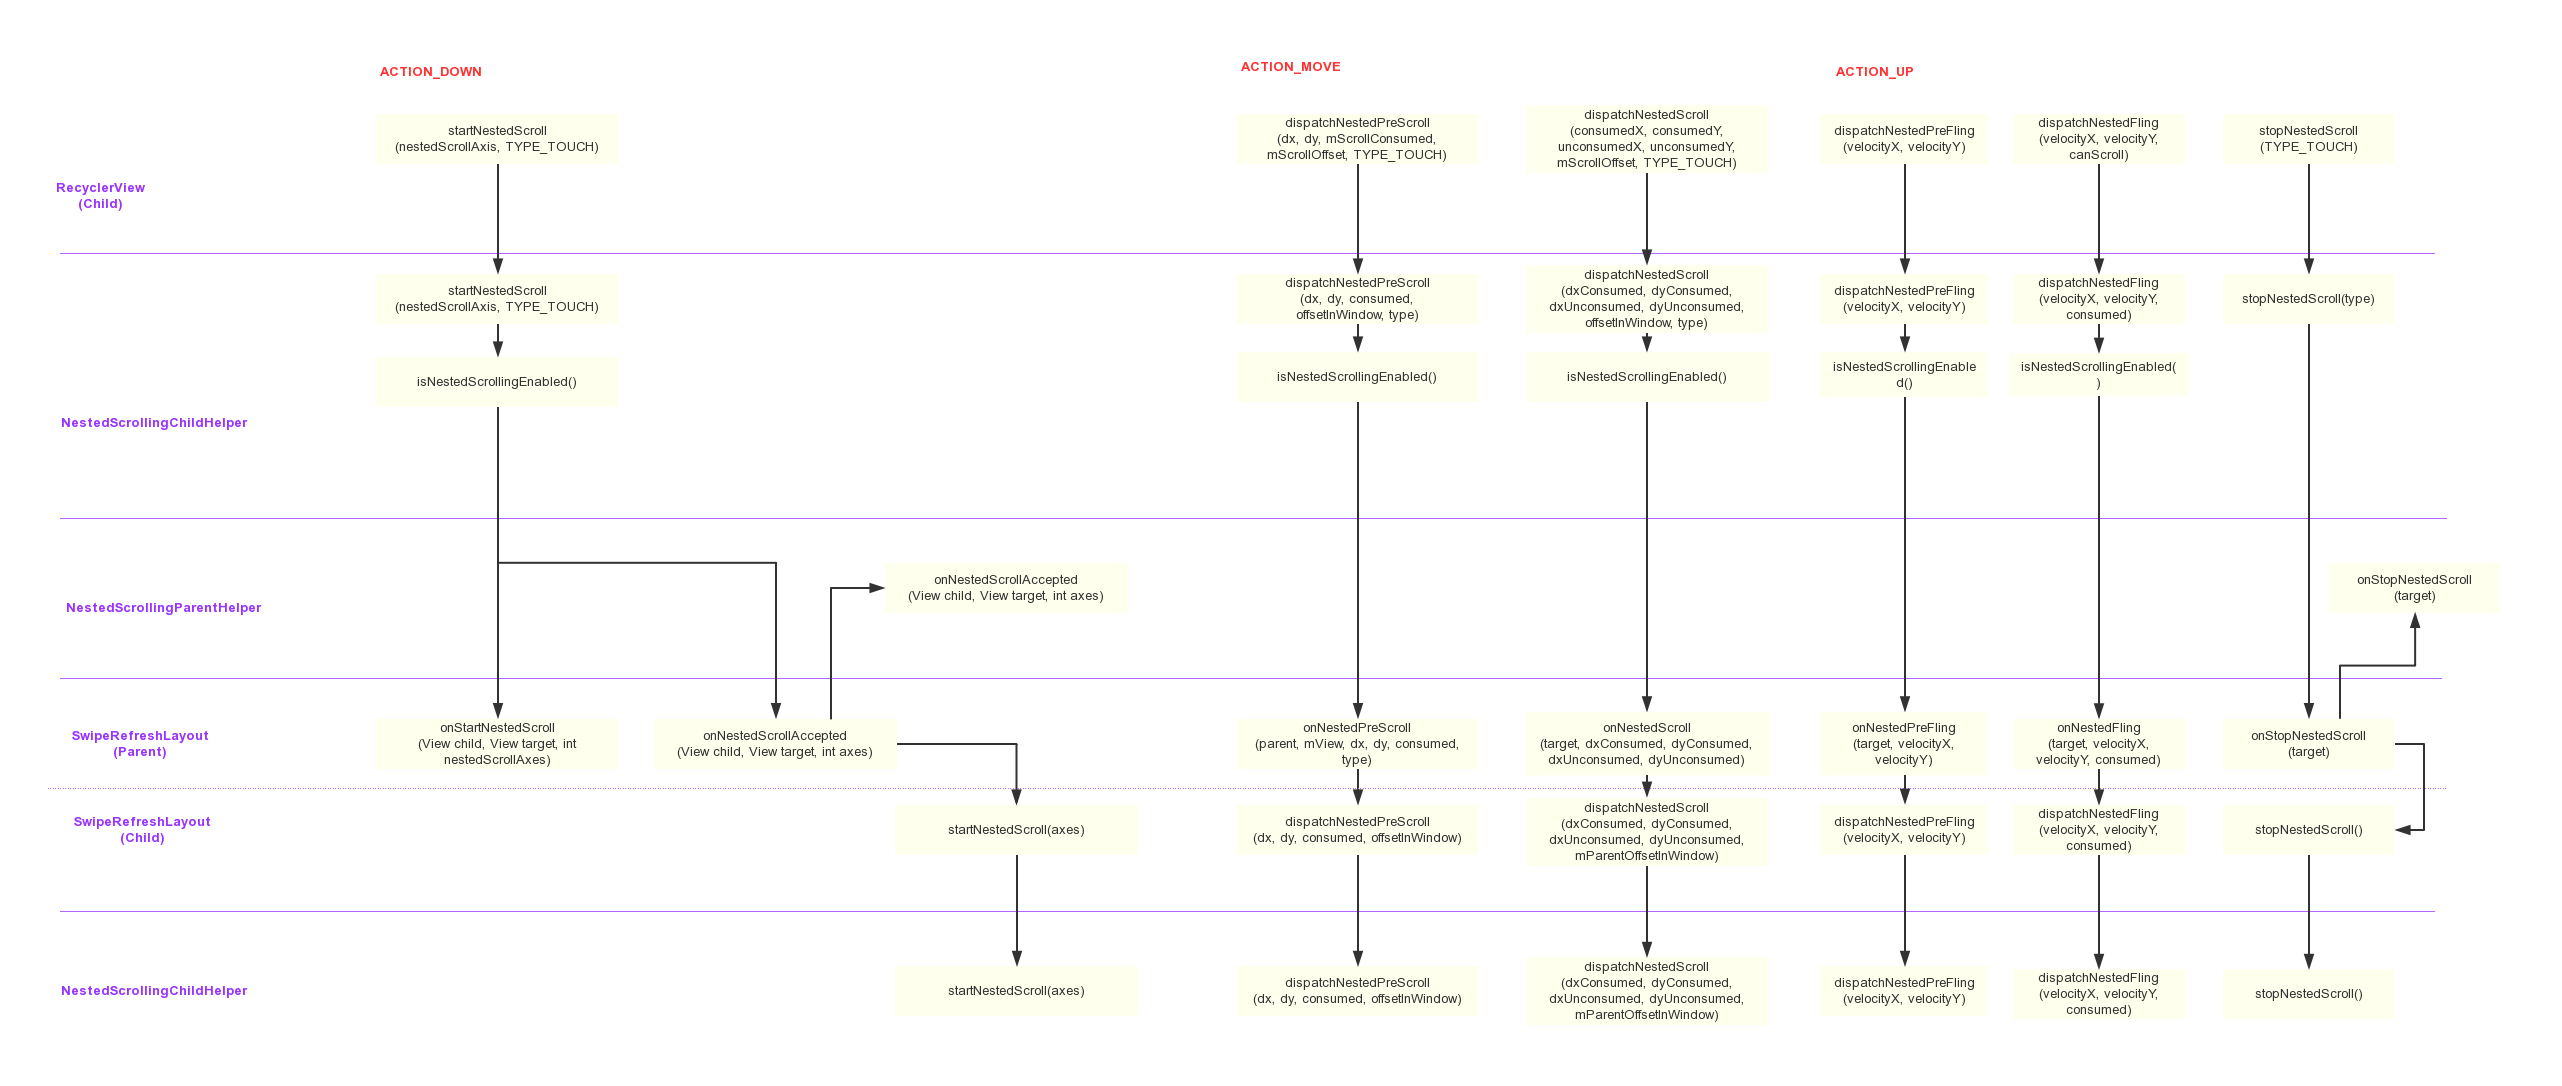 ACTION_DOWN
ACTION_MOVE
ACTION_UP
startNestedScroll
(nestedScrollAxis, TYPE_TOUCH)
dispatchNestedPreScroll
(dx, dy, mScrollConsumed,
mScrollOffset, TYPE_TOUCH)
dispatchNestedScroll
(consumedX, consumedY,
unconsumedX, unconsumedY,
mScrollOffset, TYPE_TOUCH)
dispatchNestedPreFling
(velocityX, velocityY)
dispatchNestedFling
(velocityX, velocityY,
canScroll)
stopNestedScroll
(TYPE_TOUCH)
RecyclerView
(Child)
startNestedScroll
(nestedScrollAxis, TYPE_TOUCH)
dispatchNestedPreScroll
(dx, dy, consumed,
offsetInWindow, type)
dispatchNestedScroll
(dxConsumed, dyConsumed,
dxUnconsumed, dyUnconsumed,
offsetInWindow, type)
dispatchNestedPreFling
(velocityX, velocityY)
dispatchNestedFling
(velocityX, velocityY,
consumed)
stopNestedScroll(type)
isNestedScrollingEnabled()
isNestedScrollingEnabled()
isNestedScrollingEnabled()
isNestedScrollingEnable
d()
isNestedScrollingEnabled(
)
NestedScrollingChildHelper
onNestedScrollAccepted
(View child, View target, int axes)
onStopNestedScroll
(target)
NestedScrollingParentHelper
SwipeRefreshLayout
(Parent)
onStartNestedScroll
(View child, View target, int
nestedScrollAxes)
onNestedScrollAccepted
(View child, View target, int axes)
onNestedPreScroll
(parent, mView, dx, dy, consumed,
type)
onNestedScroll
(target, dxConsumed, dyConsumed,
dxUnconsumed, dyUnconsumed)
onNestedPreFling
(target, velocityX,
velocityY)
onNestedFling
(target, velocityX,
velocityY, consumed)
onStopNestedScroll
(target)
SwipeRefreshLayout
(Child)
startNestedScroll(axes)
dispatchNestedPreScroll
(dx, dy, consumed, offsetInWindow)
dispatchNestedScroll
(dxConsumed, dyConsumed,
dxUnconsumed, dyUnconsumed,
mParentOffsetInWindow)
dispatchNestedPreFling
(velocityX, velocityY)
dispatchNestedFling
(velocityX, velocityY,
consumed)
stopNestedScroll()
NestedScrollingChildHelper
startNestedScroll(axes)
dispatchNestedPreScroll
(dx, dy, consumed, offsetInWindow)
dispatchNestedScroll
(dxConsumed, dyConsumed,
dxUnconsumed, dyUnconsumed,
mParentOffsetInWindow)
dispatchNestedPreFling
(velocityX, velocityY)
dispatchNestedFling
(velocityX, velocityY,
consumed)
stopNestedScroll()